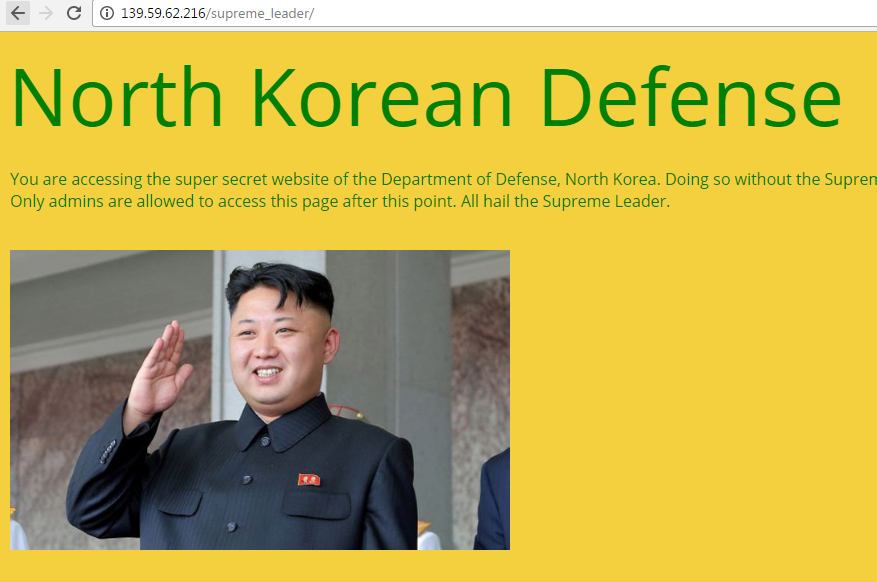 139.59.62.216/supreme_leader/
North Korean Defense
You are accessing the super secret website of the Department of Defense, North Korea. Doing so without the
Only admins are allowed to access this page after this point. All hail the Supreme Leader.